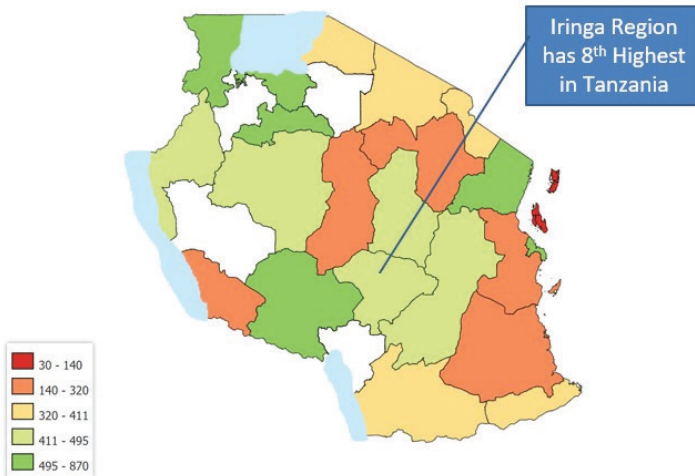 Iringa Region
has 8th Highest
in Tanzania
30 - 140
140 - 320
320 - 411
411 - 495
495 - 870